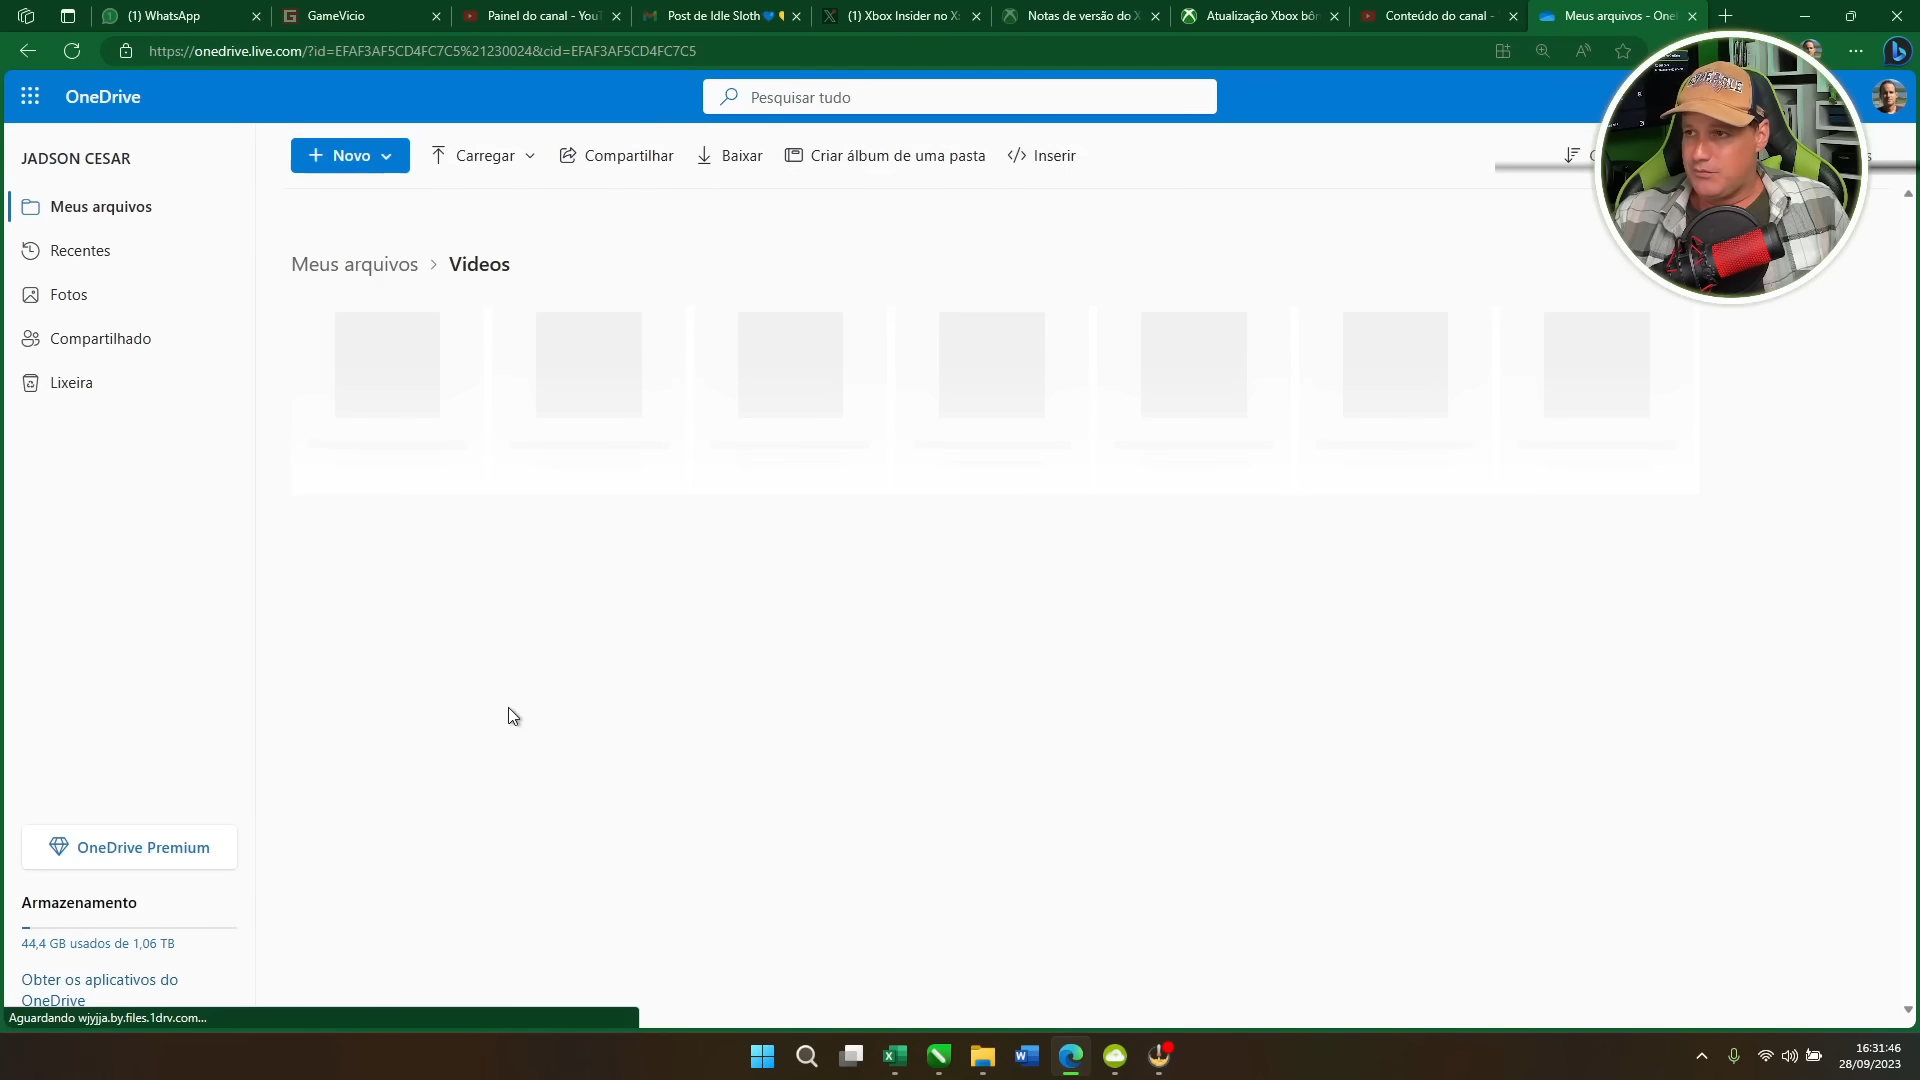 (1) WhatsApp
GameVicio
Painel do canal - YouT
Post de Idle Sloth
(1) Xbox Insider no X
Notas de versão do X
Atualização Xbox bôn
Conteúdo do canal -
Meus arquivos - One
https://onedrive.live.com/?id=EFAF3AF5CD4FC7C5%21230024&cid=EFAF3AF5CD4FC7C5
OneDrive
Pesquisar tudo
JADSON CESAR
Novo
Carregar
Compartilhar
Baixar
Criar álbum de uma pasta
Inserir
Meus arquivos
Recentes
Fotos
Compartilhado
Lixeira
Meus arquivos > Videos
OneDrive Premium
Armazenamento
44,4 GB usados de 1,06 TB
Obter os aplicativos do
OneDrive
Aguardando wjyjja.by.files.1drv.com...
16:31:46
28/09/2023